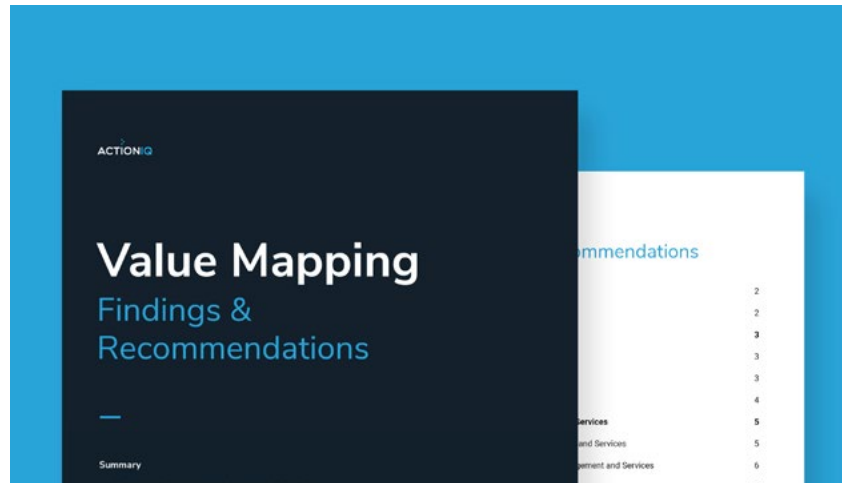 ACTIONIQ
Value Mapping
Findings &
Recommendations
Summary
ommendations
2
2
3
3
3
4
Services 5
and Services 5
gement and Services 6